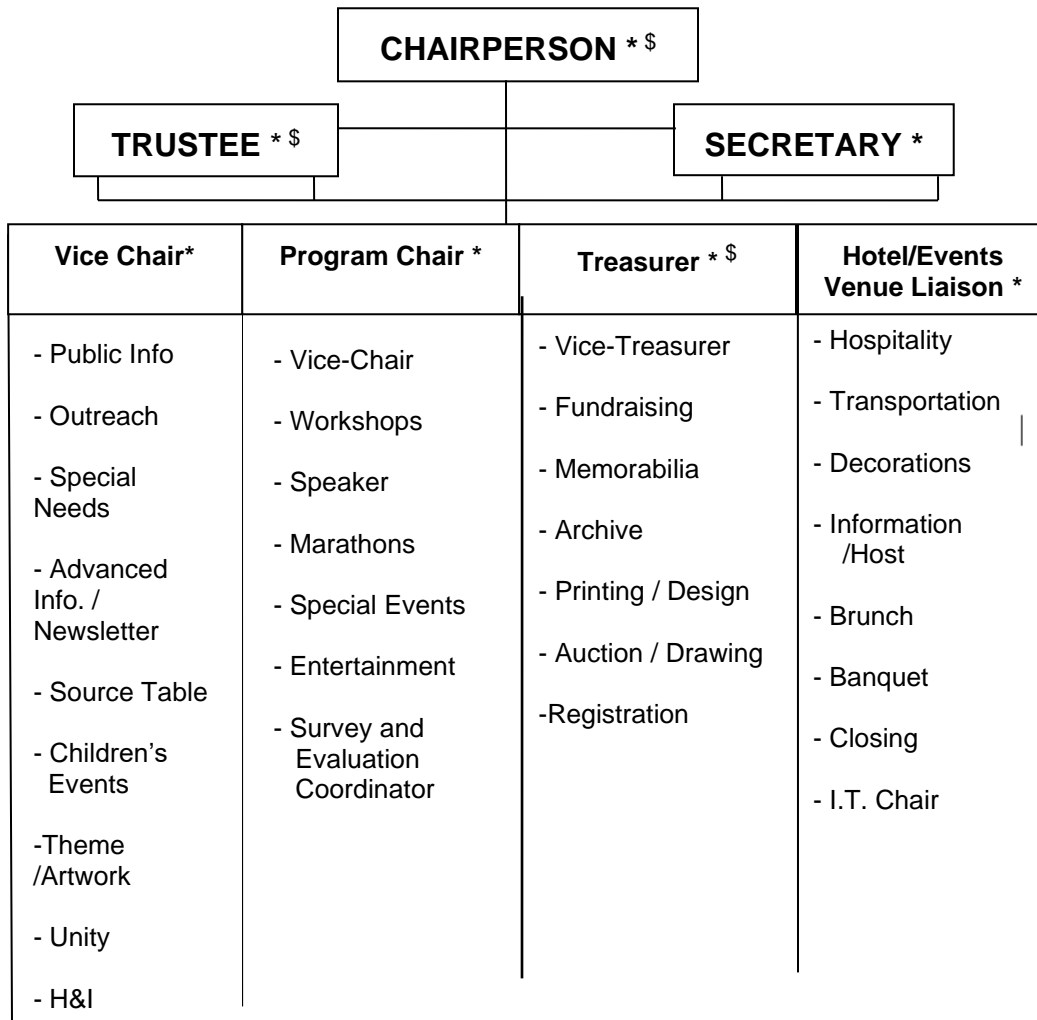 CHAIRPERSON * $
TRUSTEE * $
SECRETARY *
Vice Chair*
- Public Info
- Outreach
- Special
Needs
- Advanced
Info. /
Newsletter
- Source Table
- Children’s
Events
-Theme
/Artwork
- Unity
- H&I
Program Chair *
- Vice-Chair
- Workshops
- Speaker
- Marathons
- Special Events
- Entertainment
- Survey and
Evaluation
Coordinator
Treasurer * $
- Vice-Treasurer
- Fundraising
- Memorabilia
- Archive
- Printing / Design
- Auction / Drawing
-Registration
Hotel/Events
Venue Liaison *
- Hospitality
- Transportation
- Decorations
- Information
/Host
- Brunch
- Banquet
- Closing
- I.T. Chair